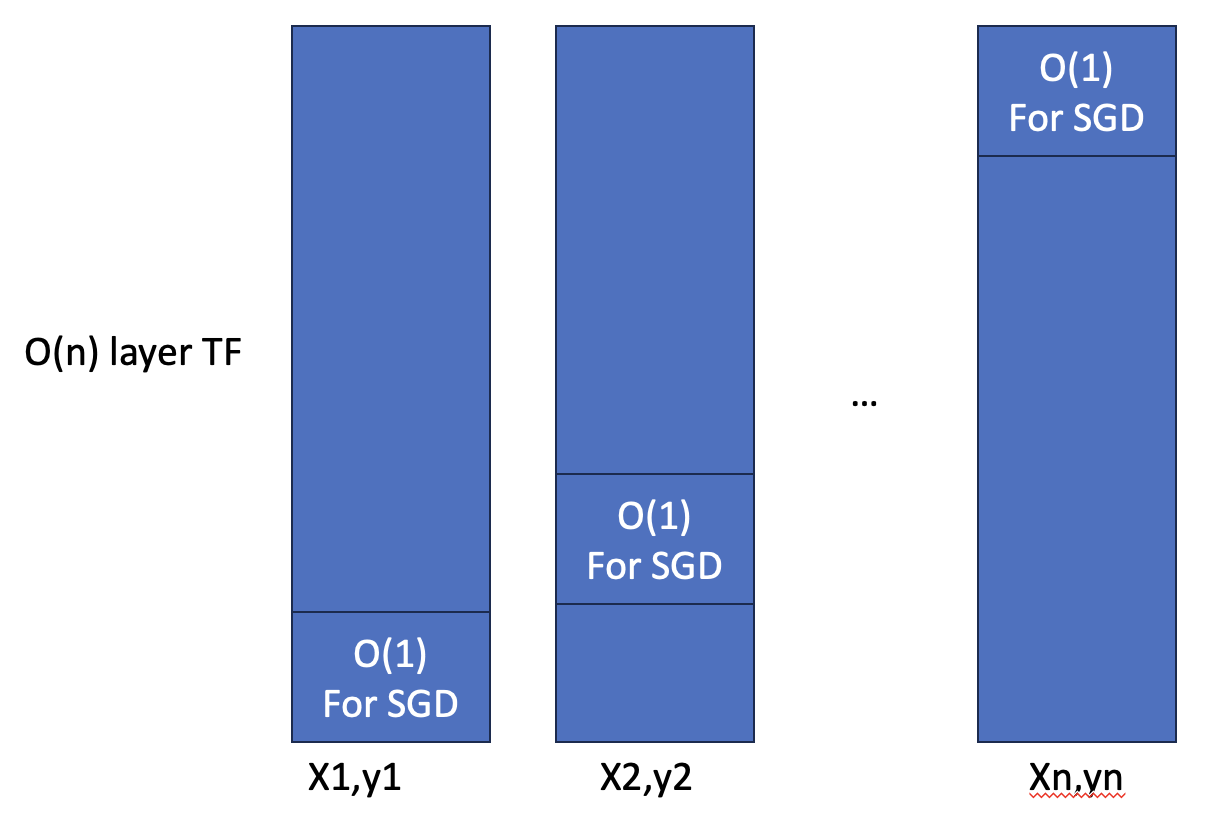 O(1)
For SGD
O(n) layer TF
...
O(1)
For SGD
O(1)
For SGD
X1,y1
X2,y2
Xn,yn